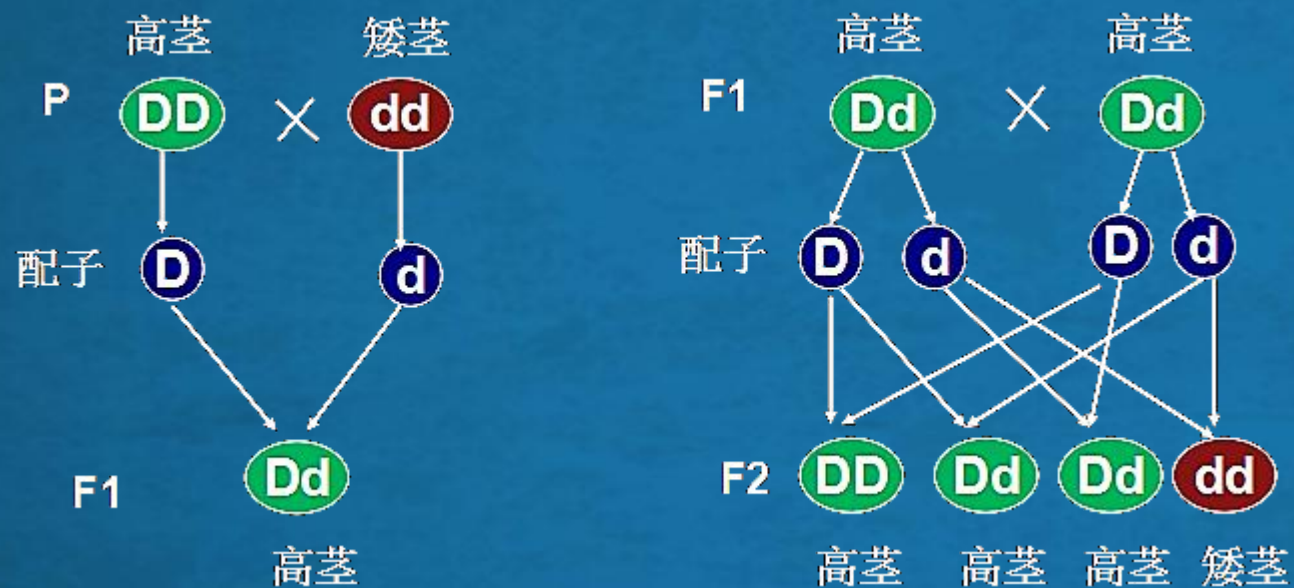 高茎 矮茎
P DD × dd
配子 D d
F1 Dd
高茎
高茎 高茎
F1 Dd × Dd
配子 D d D d
F2 DD Dd Dd dd
高茎 高茎 高茎 矮茎